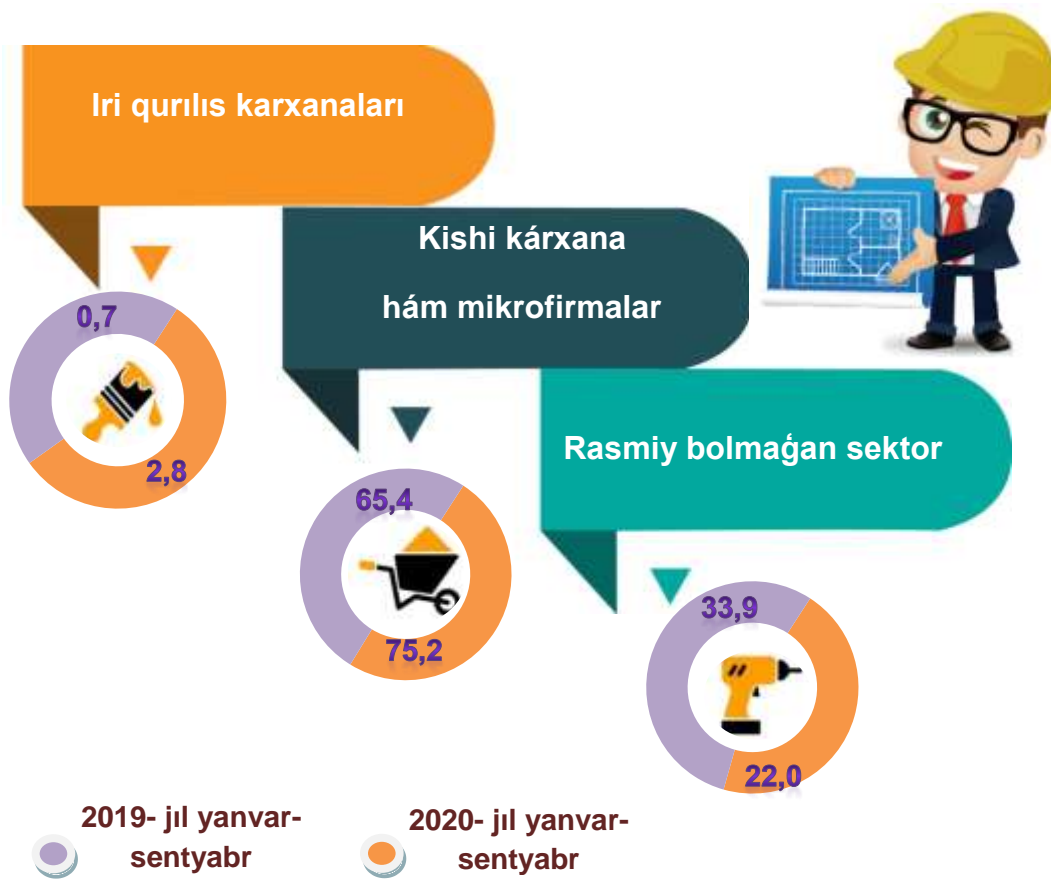 Iri qurılıs karxanaları
Kishi kárxana
hám mikrofirmalar
Rasmiy bolmaǵan sektor
0,7
2,8
65,4
75,2
33,9
22,0
2019- jıl yanvar-
sentyabr
2020- jıl yanvar-
sentyabr